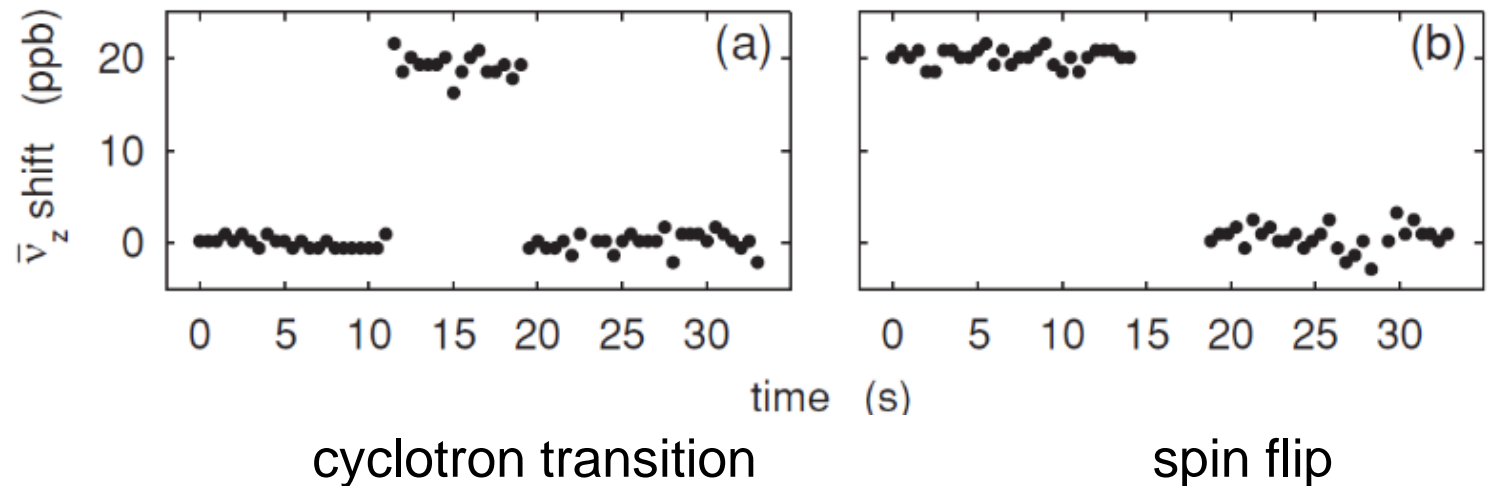 (a) (b)
ν̄z shift (ppb)
20
10
0
0 5 10 15 20 25 30 0 5 10 15 20 25 30
time (s)
cyclotron transition spin flip